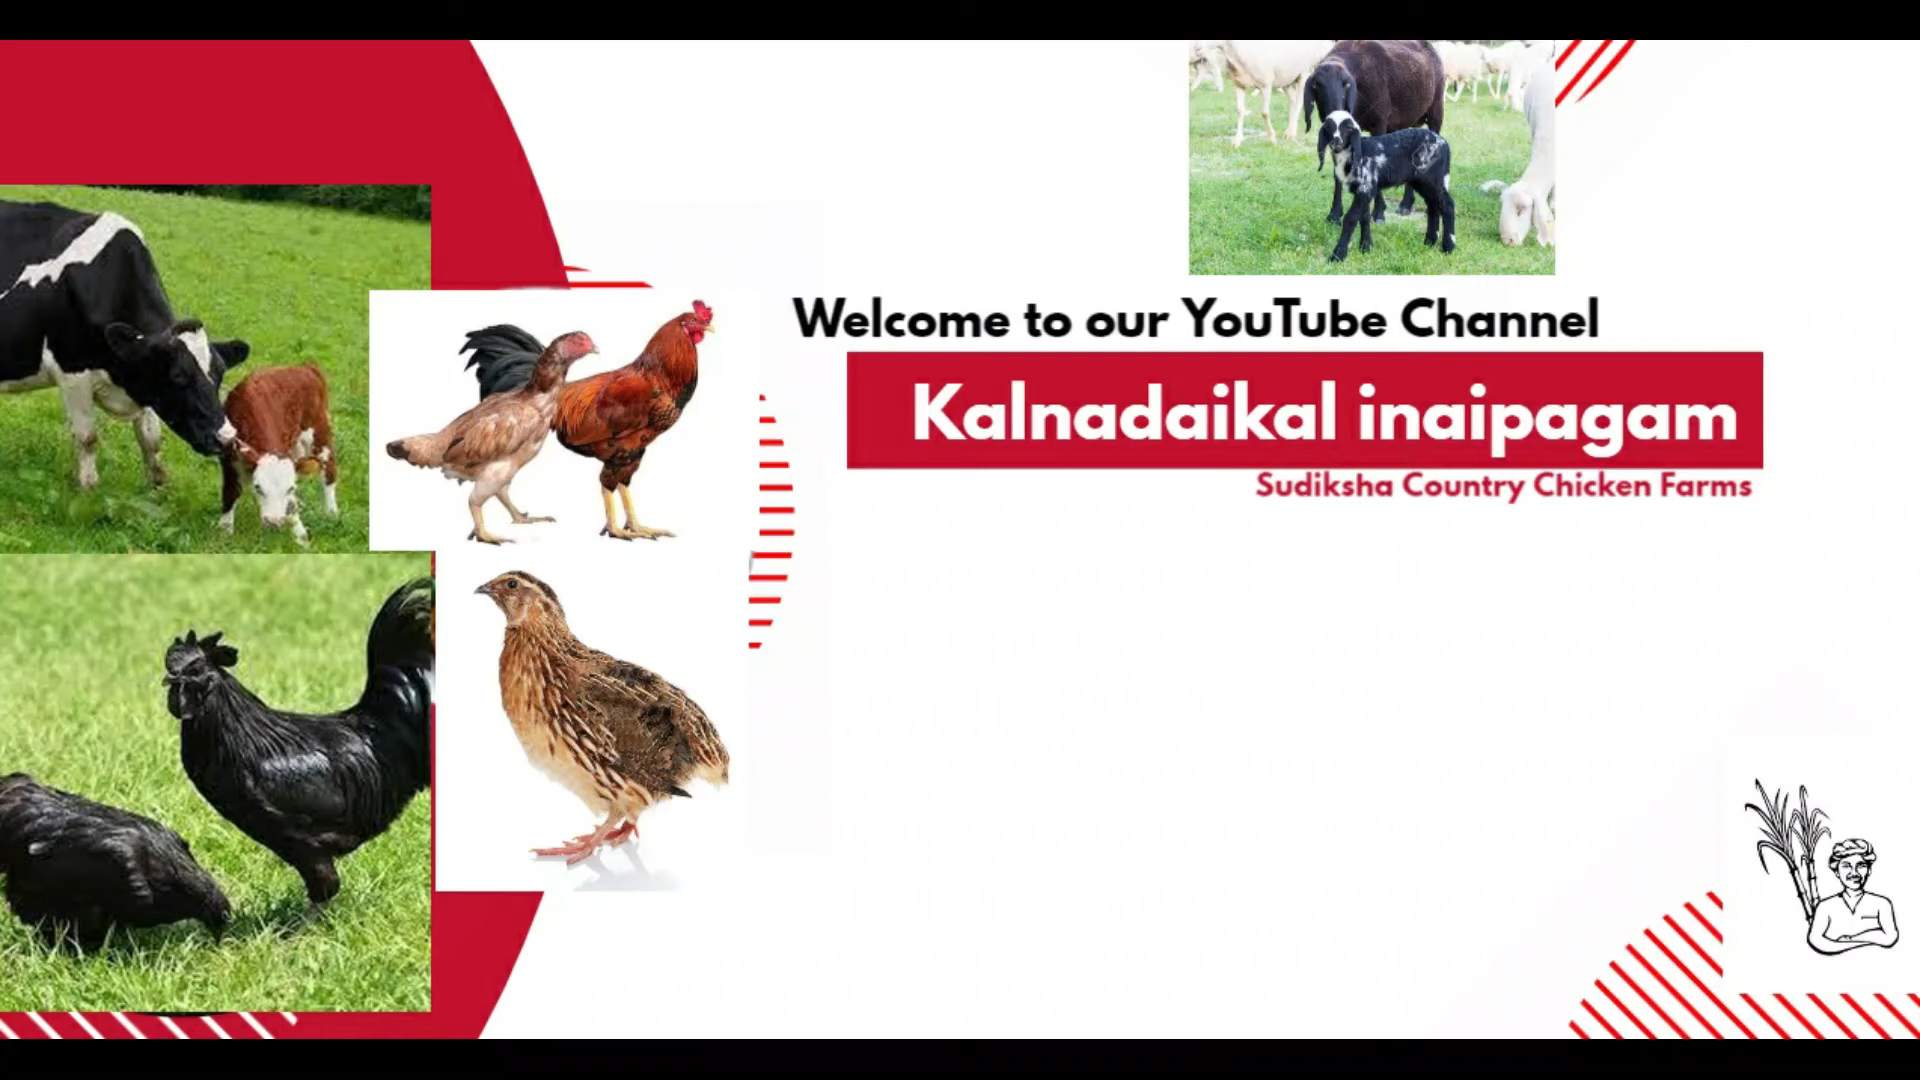 Welcome to our YouTube Channel
Kalnadaikal inaipagam
Sudiksha Country Chicken Farms